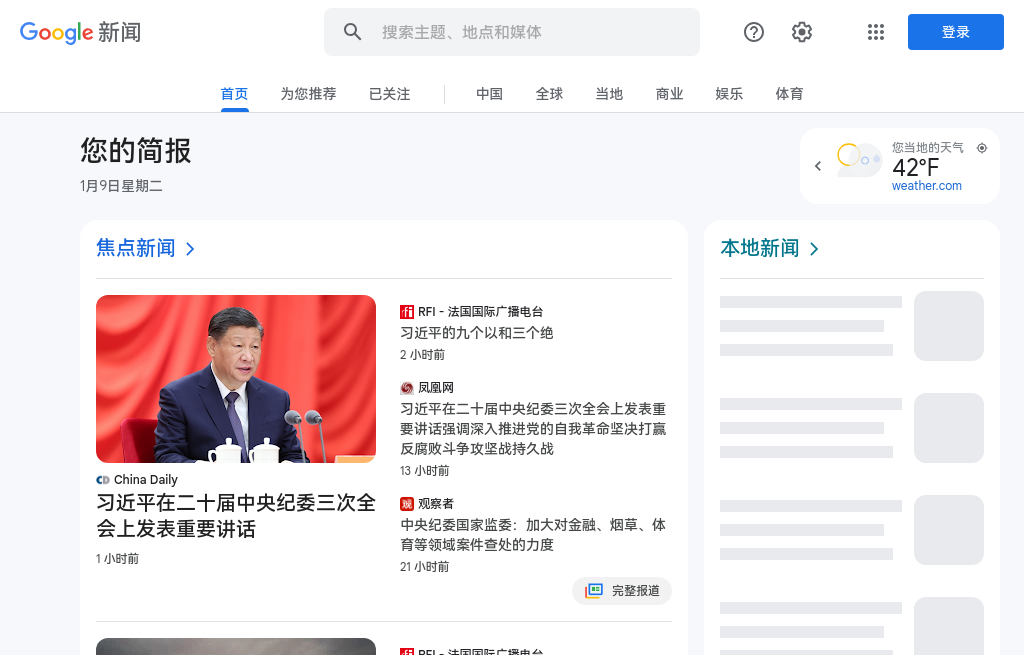 Google 新闻
搜索主题、地点和媒体
登录
首页
为您推荐
已关注
中国
全球
当地
商业
娱乐
体育
您的简报
1月9日星期二
您当地的天气
42°F
weather.com
焦点新闻
China Daily
习近平在二十届中央纪委三次全
会上发表重要讲话
1 小时前
RFI - 法国国际广播电台
习近平的九个以和三个绝
2 小时前
凤凰网
习近平在二十届中央纪委三次全会上发表重
要讲话强调深入推进党的自我革命坚决打赢
反腐败斗争攻坚战持久战
13 小时前
观察者
中央纪委国家监委：加大对金融、烟草、体
育等领域案件查处的力度
21 小时前
完整报道
RFI - 法国国际广播电台
本地新闻